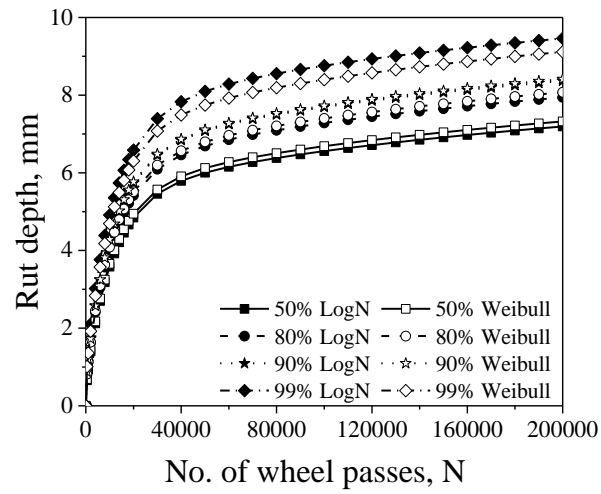 10
8
6
4
2
0
Rut depth, mm
50% LogN 50% Weibull
80% LogN 80% Weibull
90% LogN 90% Weibull
99% LogN 99% Weibull
0 40000 80000 120000 160000 200000
No. of wheel passes, N